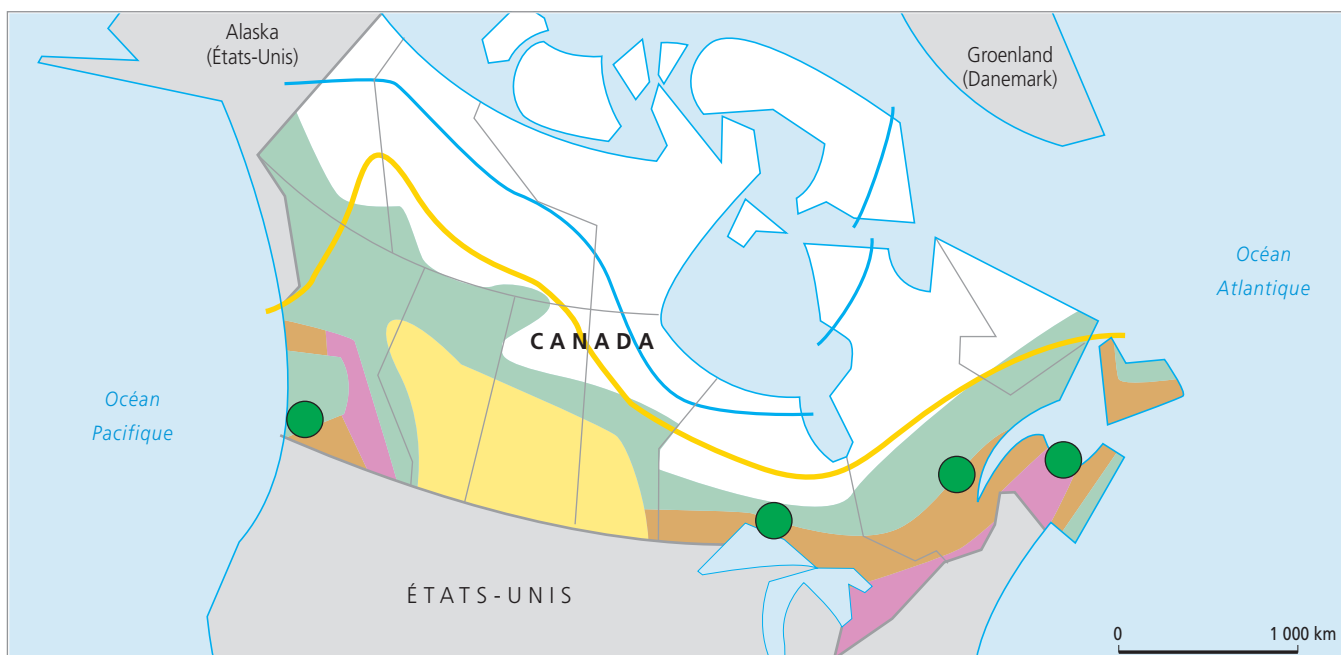 Alaska
(États-Unis)
Groenland
(Danemark)
Océan
Atlantique
CANADA
Océan
Pacifique
ÉTATS-UNIS
0 1 000 km